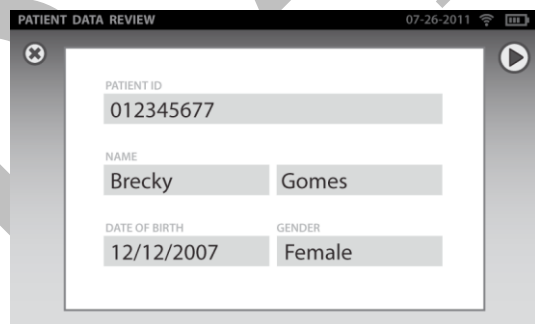 PATIENT DATA REVIEW 07-26-2011
PATIENT ID
012345677
NAME
Brecky Gomes
DATE OF BIRTH GENDER
12/12/2007 Female